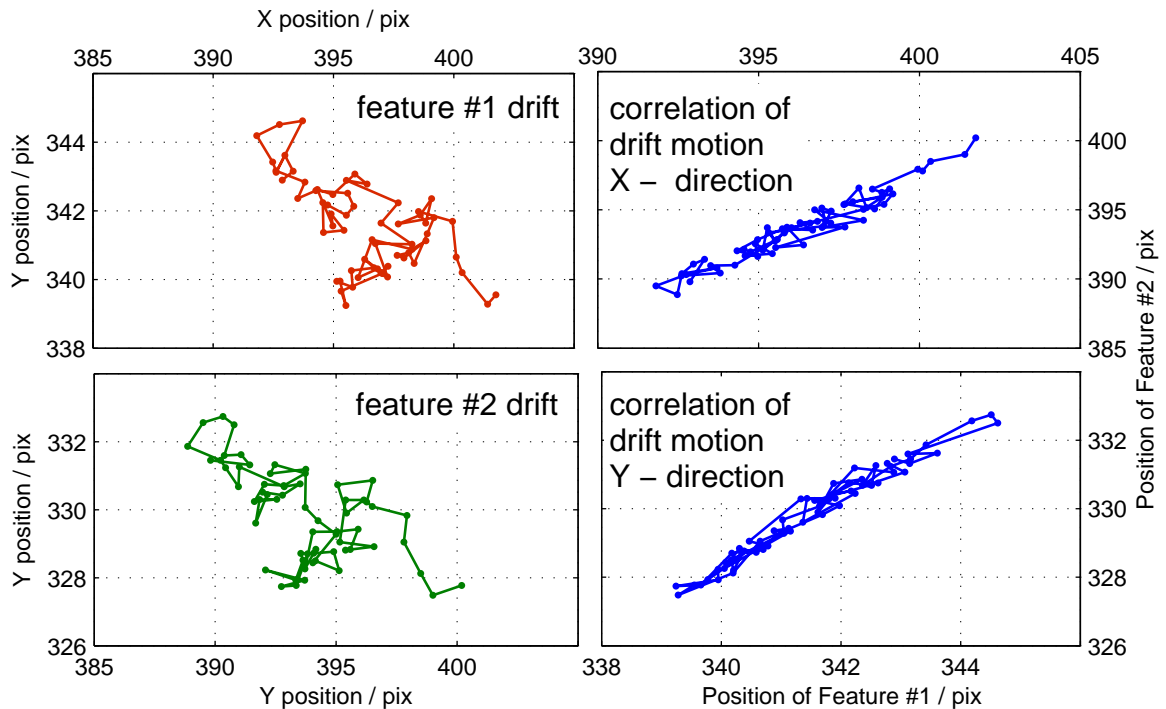 X position / pix
385 390 395 400
390 395 400 405
feature #1 drift
Y position / pix
344
342
340
338
correlation of
drift motion
X – direction
400
395
390
385
feature #2 drift
Y position / pix
332
330
328
326
385 390 395 400
Y position / pix
correlation of
drift motion
Y – direction
332
330
328
326
338 340 342 344
Position of Feature #1 / pix
Position of Feature #2 / pix